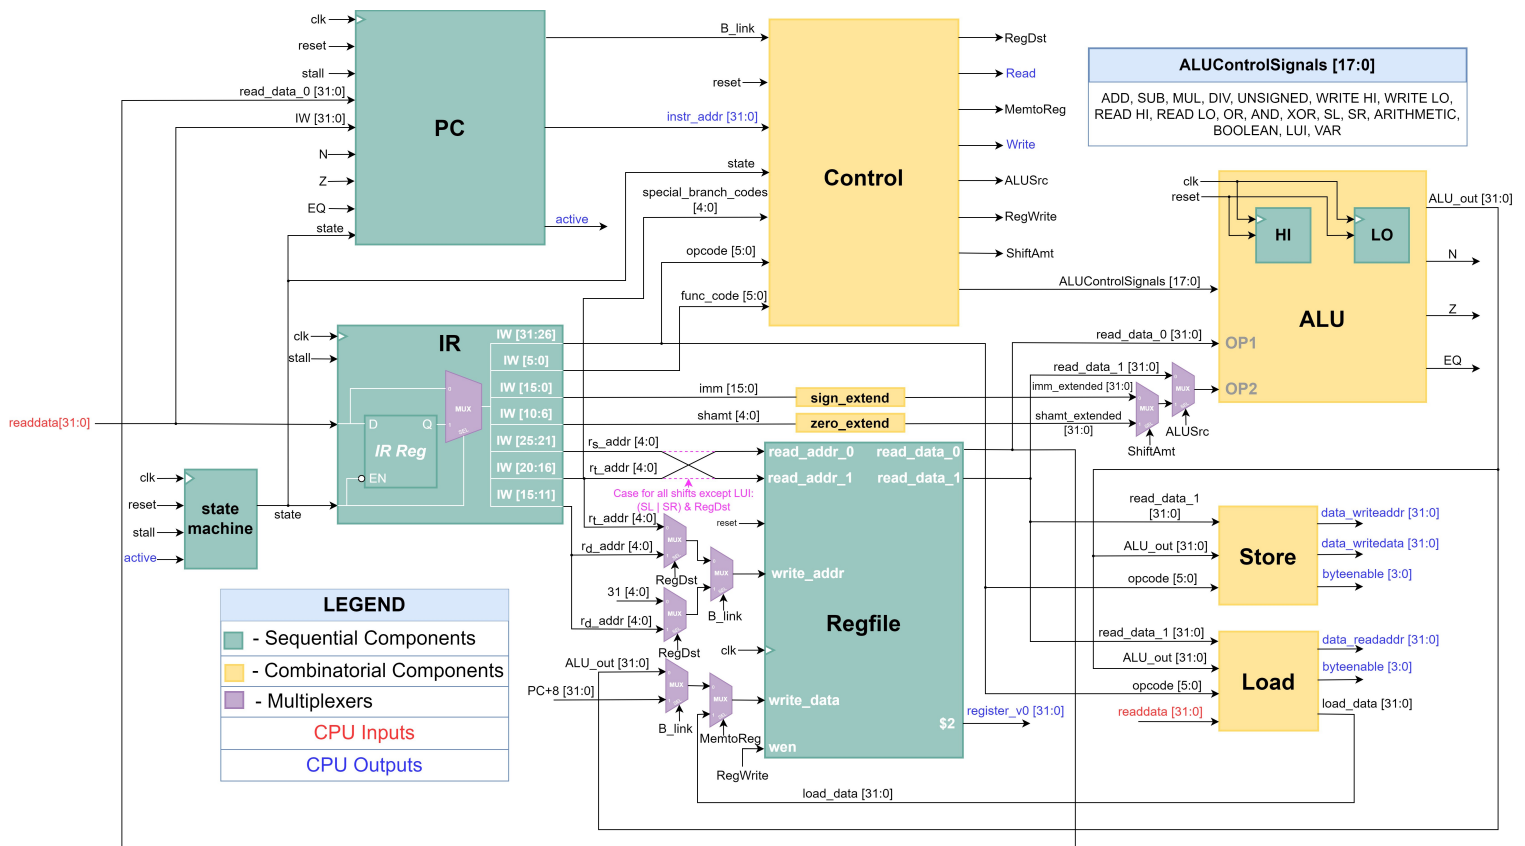 clk
reset
stall
read_data_0 [31:0]
IW [31:0]
N
Z
EQ
state
PC
active
B_link
reset
instr_addr [31:0]
state
special_branch_codes
[4:0]
opcode [5:0]
func_code [5:0]
Control
RegDst
Read
MemtoReg
Write
ALUSrc
RegWrite
ShiftAmt
ALUControlSignals [17:0]
ALUControlSignals [17:0]
ADD, SUB, MUL, DIV, UNSIGNED, WRITE HI, WRITE LO,
READ HI, READ LO, OR, AND, XOR, SL, SR, ARITHMETIC,
BOOLEAN, LUI, VAR
clk
reset
HI
LO
ALU
OP1
OP2
ALU_out [31:0]
N
Z
EQ
read_data_0 [31:0]
read_data_1 [31:0]
imm_extended [31:0]
shamt_extended
[31:0]
MUX
MUX
ALUSrc
ShiftAmt
clk
stall
IR
IW [31:26]
IW [5:0]
IW [15:0]
IW [10:6]
IW [25:21]
IW [20:16]
IW [15:11]
MUX
SEL
D
Q
IR Reg
EN
readdata[31:0]
clk
reset
stall
active
state
machine
state
imm [15:0]
shamt [4:0]
sign_extend
zero_extend
rs_addr [4:0]
rt_addr [4:0]
Case for all shifts except LUI:
(SL | SR) & RegDst
rt_addr [4:0]
rd_addr [4:0]
MUX
RegDst
MUX
B_link
31 [4:0]
rd_addr [4:0]
MUX
RegDst
ALU_out [31:0]
PC+8 [31:0]
MUX
B_link
MUX
MemtoReg
RegWrite
read_addr_0
read_data_0
read_addr_1
read_data_1
reset
write_addr
Regfile
clk
write_data
$2
wen
register_v0 [31:0]
load_data [31:0]
read_data_1
[31:0]
ALU_out [31:0]
opcode [5:0]
Store
data_writeaddr [31:0]
data_writedata [31:0]
byteenable [3:0]
read_data_1 [31:0]
ALU_out [31:0]
opcode [5:0]
readdata [31:0]
Load
data_readaddr [31:0]
byteenable [3:0]
load_data [31:0]
LEGEND
- Sequential Components
- Combinatorial Components
- Multiplexers
CPU Inputs
CPU Outputs